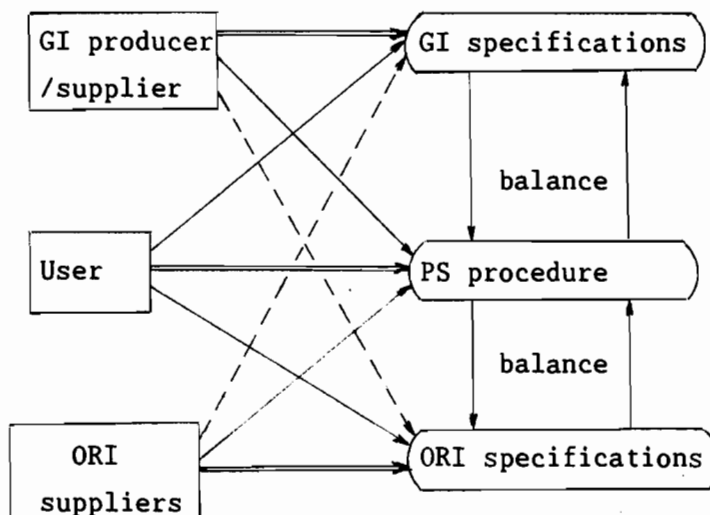 GI producer
/supplier
GI specifications
balance
User
PS procedure
balance
ORI
suppliers
ORI specifications